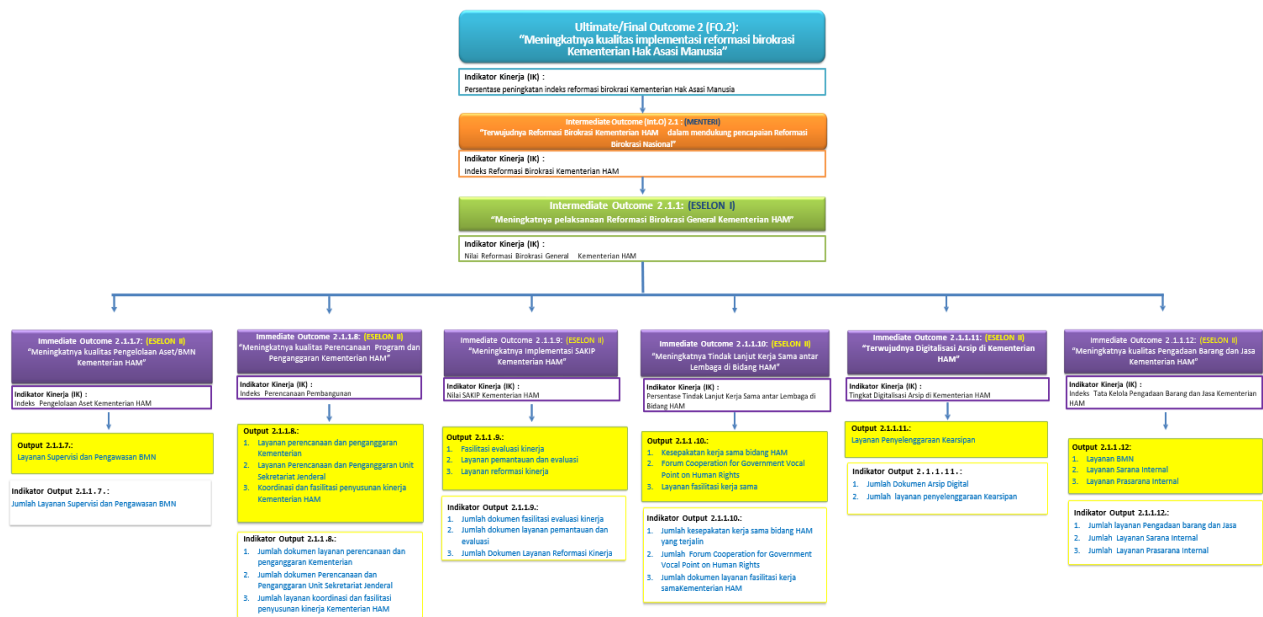 Ultimate/Final Outcome 2 (FO.2):
"Meningkatnya kualitas implementasi reformasi birokrasi
Kementerian Hak Asasi Manusia"
Indikator Kinerja (IK) :
Persentase peningkatan indeks reformasi birokrasi Kementerian Hak Asasi Manusia
Intermediate Outcome (Int.O) 2.1 : (MENTERI)
"Terwujudnya Reformasi Birokrasi Kementerian HAM dalam mendukung pencapaian Reformasi
Birokrasi Nasional"
Indikator Kinerja (IK) :
Indeks Reformasi Birokrasi Kementerian HAM
Intermediate Outcome 2.1.1: (ESELON I)
"Meningkatnya pelaksanaan Reformasi Birokrasi General Kementerian HAM"
Indikator Kinerja (IK) :
Nilai Reformasi Birokrasi General Kementerian HAM
Immediate Outcome 2.1.1.7: (ESELON II)
"Meningkatnya kualitas Pengelolaan Aset/BMN
Kementerian HAM"
Indikator Kinerja (IK) :
Indeks Pengelolaan Aset Kementerian HAM
Output 2.1.1.7.:
Layanan Supervisi dan Pengawasan BMN
Indikator Output 2.1.1.7.:
Jumlah Layanan Supervisi dan Pengawasan BMN
Immediate Outcome 2.1.1.8: (ESELON II)
"Meningkatnya kualitas Perencanaan Program dan
Penganggaran Kementerian HAM"
Indikator Kinerja (IK) :
Indeks Perencanaan Pembangunan
Output 2.1.1.8.:
1. Layanan perencanaan dan penganggaran
Kementerian
2. Layanan Perencanaan dan Penganggaran Unit
Sekretariat Jenderal
3. Koordinasi dan fasilitasi penyusunan kinerja
Kementerian HAM
Indikator Output 2.1.1.8.:
1. Jumlah dokumen layanan perencanaan dan
penganggaran Kementerian
2. Jumlah dokumen Perencanaan dan
Penganggaran Unit Sekretariat Jenderal
3. Jumlah layanan koordinasi dan fasilitasi
penyusunan kinerja Kementerian HAM
Immediate Outcome 2.1.1.9: (ESELON II)
"Meningkatnya Implementasi SAKIP
Kementerian HAM"
Indikator Kinerja (IK) :
Nilai SAKIP Kementerian HAM
Output 2.1.1.9.:
1. Fasilitasi evaluasi kinerja
2. Layanan pemantauan dan evaluasi
3. Layanan reformasi kinerja
Indikator Output 2.1.1.9.:
1. Jumlah dokumen fasilitasi evaluasi kinerja
2. Jumlah dokumen layanan pemantauan dan
evaluasi
3. Jumlah Dokumen Layanan Reformasi Kinerja
Immediate Outcome 2.1.1.10: (ESELON II)
"Meningkatnya Tindak Lanjut Kerja Sama antar
Lembaga di Bidang HAM"
Indikator Kinerja (IK) :
Persentase Tindak Lanjut Kerja Sama antar Lembaga di
Bidang HAM
Output 2.1.1.10.:
1. Kesepakatan kerja sama bidang HAM
2. Forum Cooperation for Government Vocal
Point on Human Rights
3. Layanan fasilitasi kerja sama
Indikator Output 2.1.1.10.:
1. Jumlah kesepakatan kerja sama bidang HAM
yang terjalin
2. Jumlah Forum Cooperation for Government
Vocal Point on Human Rights
3. Jumlah dokumen layanan fasilitasi kerja
samaKementerian HAM
Immediate Outcome 2.1.1.11: (ESELON II)
"Terwujudnya Digitalisasi Arsip di Kementerian
HAM"
Indikator Kinerja (IK) :
Tingkat Digitalisasi Arsip di Kementerian HAM
Output 2.1.1.11.:
Layanan Penyelenggaraan Kearsipan
Indikator Output 2.1.1.11.:
1. Jumlah Dokumen Arsip Digital
2. Jumlah layanan penyelenggaraan Kearsipan
Immediate Outcome 2.1.1.12: (ESELON II)
"Meningkatnya kualitas Pengadaan Barang dan Jasa
Kementerian HAM"
Indikator Kinerja (IK) :
Indeks Tata Kelola Pengadaan Barang dan Jasa Kementerian
HAM
Output 2.1.1.12:
1. Layanan BMN
2. Layanan Sarana Internal
3. Layanan Prasarana Internal
Indikator Output 2.1.1.12.:
1. Jumlah layanan Pengadaan barang dan Jasa
2. Jumlah Layanan Sarana Internal
3. Jumlah Layanan Prasarana Internal